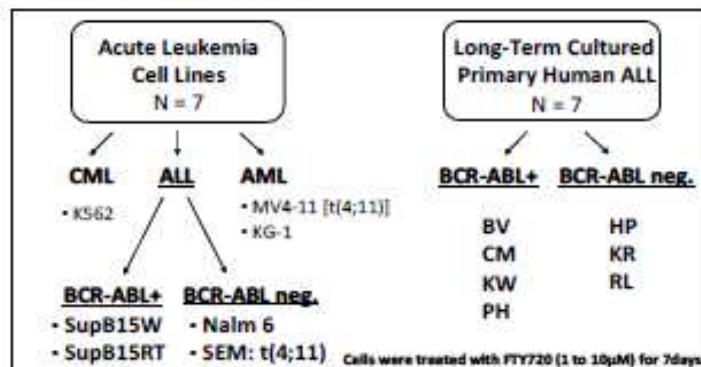 Acute Leukemia
Cell Lines
N = 7
Long-Term Cultured
Primary Human ALL
N = 7
CML
ALL
AML
• K562
• MV4-11 [t(4;11)]
• KG-1
BCR-ABL+
BCR-ABL neg.
BV
CM
KW
PH
HP
KR
RL
BCR-ABL+
BCR-ABL neg.
- SupB15W
- SupB15RT
- Nalm 6
- SEM: t(4;11)
Cells were treated with FTY720 (1 to 10µM) for 7days